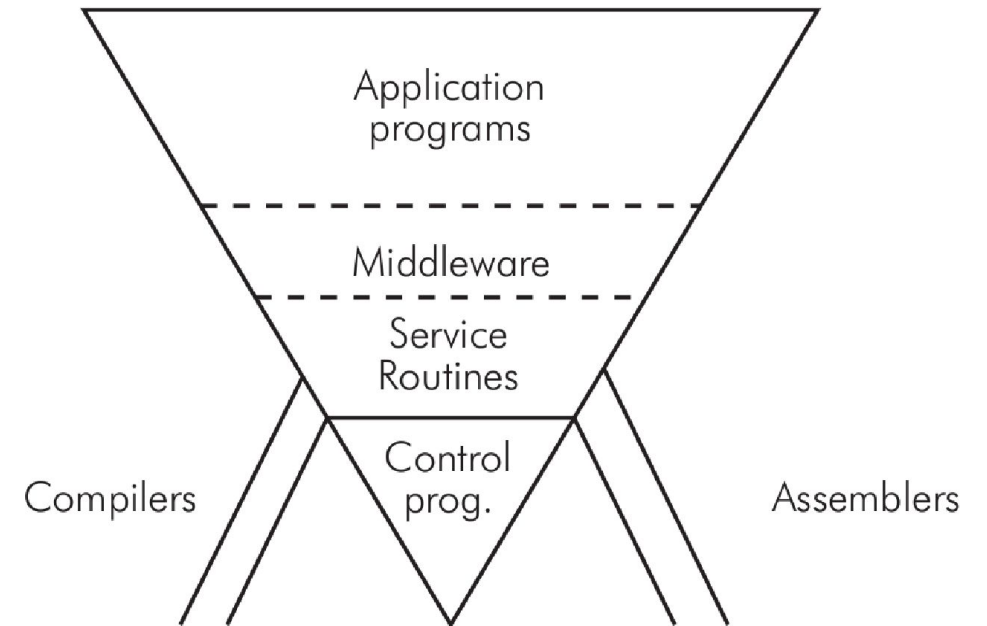 Application
programs
Middleware
Service
Routines
Control
prog.
Compilers
Assemblers